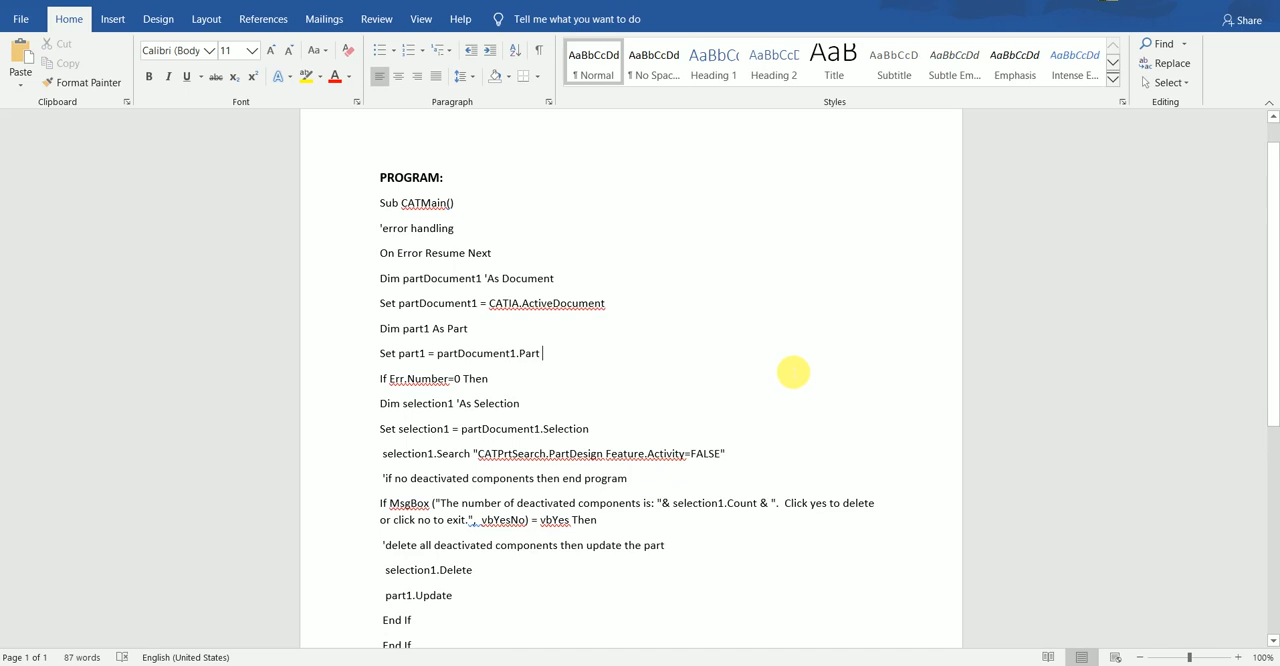 File Home Insert Design Layout References Mailings Review View Help Tell me what you want to do Share
Cut
Copy
Format Painter
Paste
Clipboard
Calibri (Body 11
Font
Paragraph
AaBbCcDd AaBbCcDd AaBbC( AaBbCcE AaB AaBbCcD AaBbCcDd AaBbCcDd AaBbCcDd
¶ Normal ¶ No Spac... Heading 1 Heading 2 Title Subtitle Subtle Em... Emphasis Intense E...
Styles
Find
Replace
Select
Editing
PROGRAM:
Sub CATMain()
'error handling
On Error Resume Next
Dim partDocument1 'As Document
Set partDocument1 = CATIA.ActiveDocument
Dim part1 As Part
Set part1 = partDocument1.Part
If Err.Number=0 Then
Dim selection1 'As Selection
Set selection1 = partDocument1.Selection
selection1.Search "CATPrtSearch.PartDesign Feature.Activity=FALSE"
'if no deactivated components then end program
If MsgBox ("The number of deactivated components is: "& selection1.Count & ".  Click yes to delete
or click no to exit.",  vbYesNo) = vbYes Then
'delete all deactivated components then update the part
selection1.Delete
part1.Update
End If
End If
Page 1 of 1 87 words English (United States) 100%